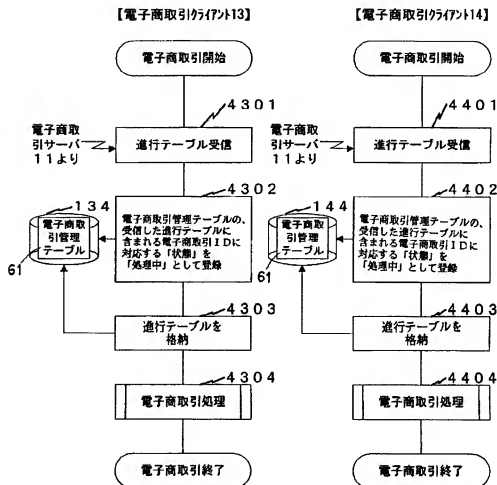 【電子商取引クライアント13】
電子商取引開始
4301
電子商取
引サーバ
11より
進行テーブル受信
4302
134
電子商取
引管理
テーブル
61
電子商取引管理テーブルの、
受信した進行テーブルに
含まれる電子商取引IDに
対応する「状態」を
「処理中」として登録
4303
進行テーブルを
格納
4304
電子商取引処理
電子商取引終了
【電子商取引クライアント14】
電子商取引開始
4401
電子商取
引サーバ
11より
進行テーブル受信
4402
144
電子商取
引管理
テーブル
61
電子商取引管理テーブルの、
受信した進行テーブルに
含まれる電子商取引IDに
対応する「状態」を
「処理中」として登録
4403
進行テーブルを
格納
4404
電子商取引処理
電子商取引終了